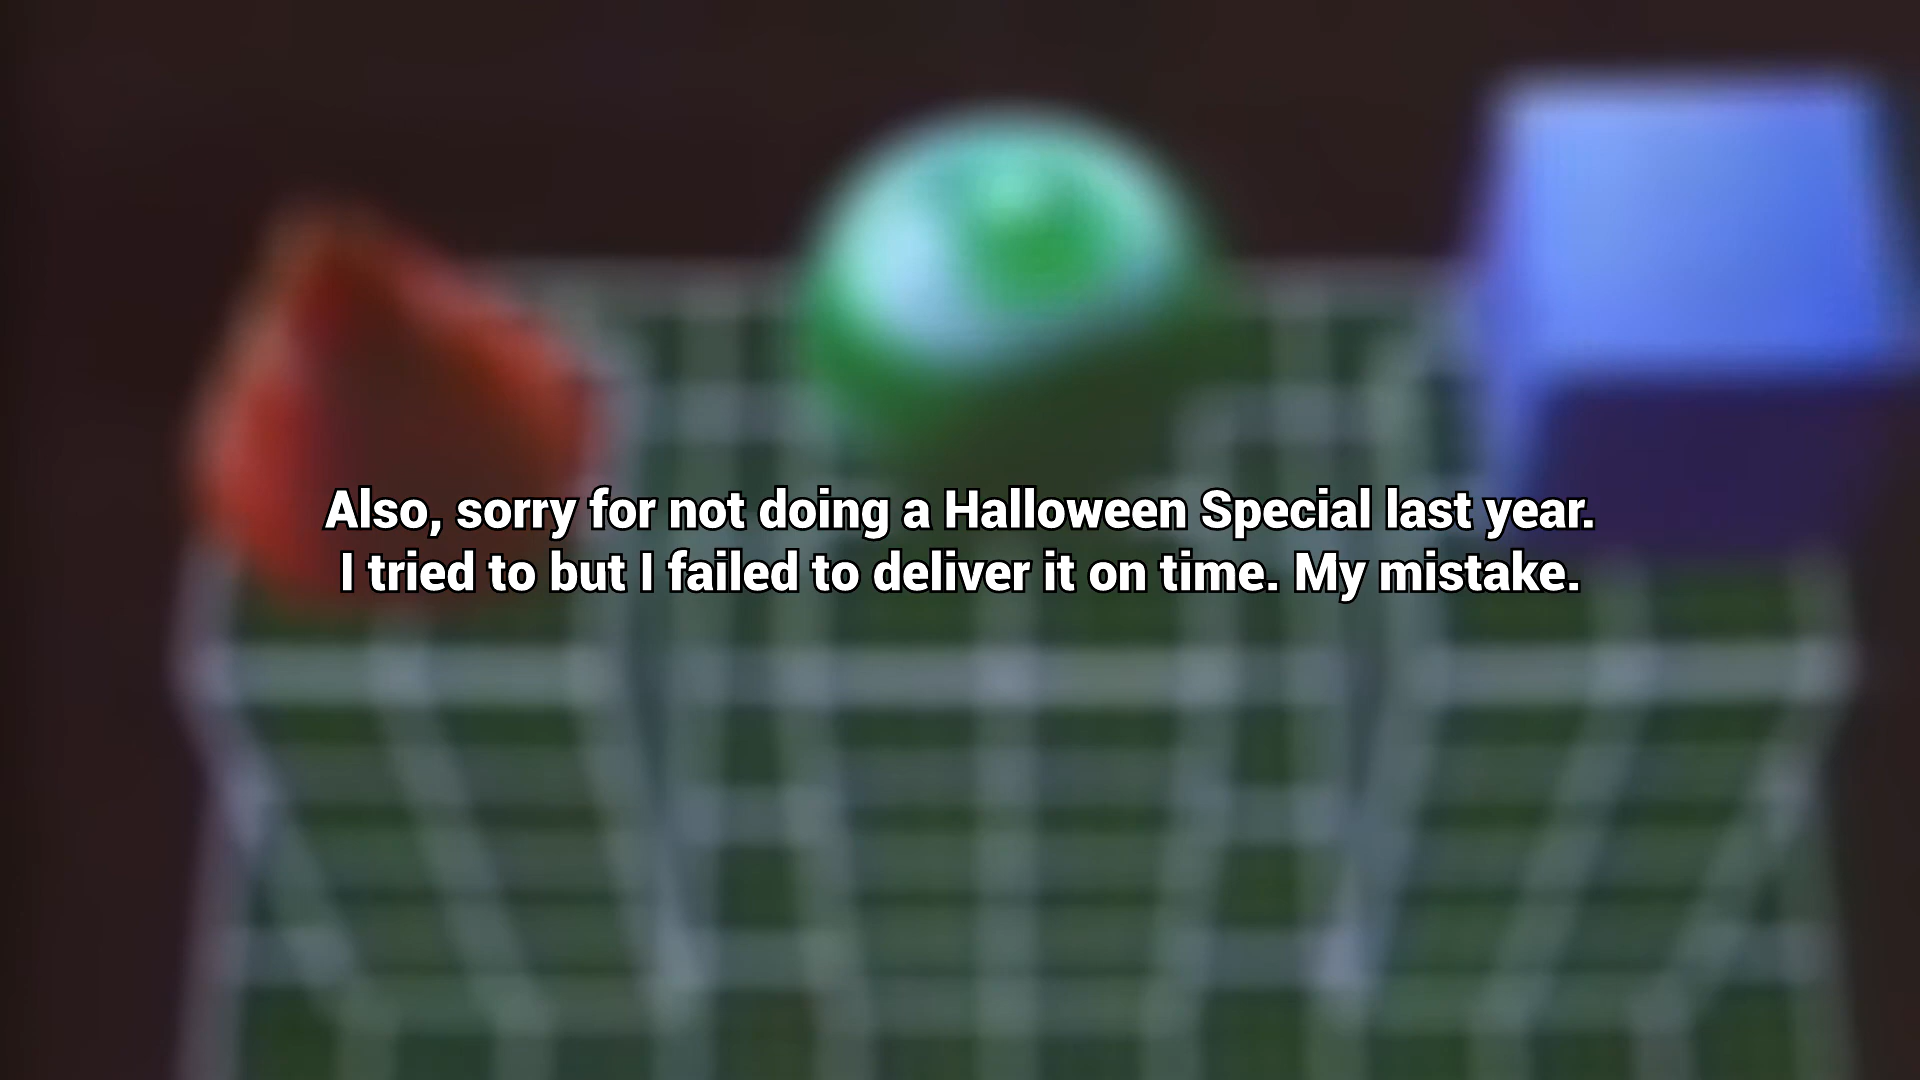 Also, sorry for not doing a Halloween Special last year.
I tried to but I failed to deliver it on time. My mistake.